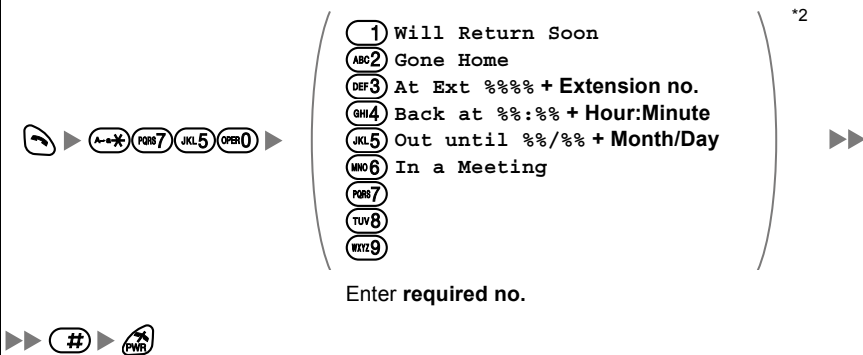 *2
1 Will Return Soon
ABC2 Gone Home
DEF3 At Ext %%%% + Extension no.
GHI4 Back at %%:%% + Hour:Minute
JKL5 Out until %%/%% + Month/Day
MNO6 In a Meeting
PQRS7
TUV8
WXYZ9
PQRS7 JKL5 OPER0
Enter required no.
#
PWR